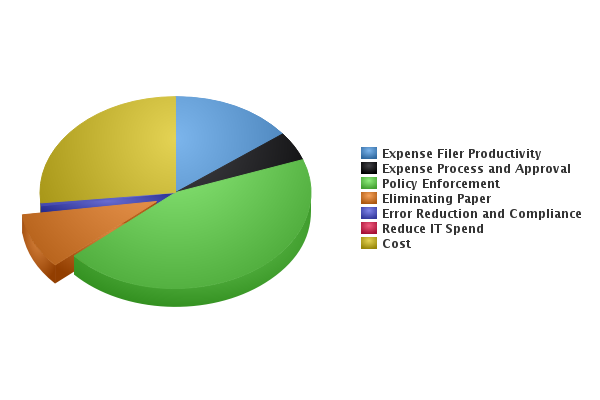 Expense Filer Productivity
Expense Process and Approval
Policy Enforcement
Eliminating Paper
Error Reduction and Compliance
Reduce IT Spend
Cost